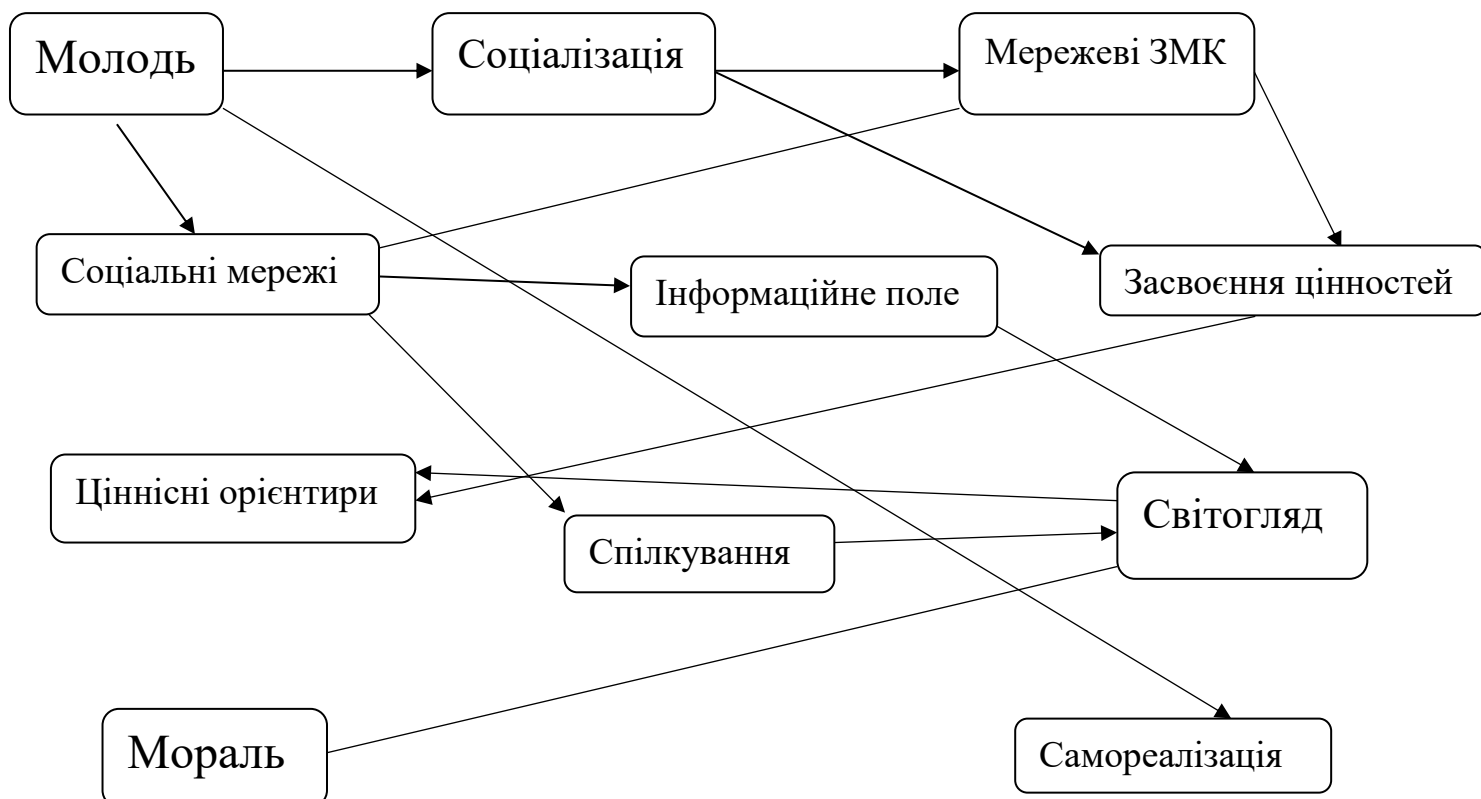 Молодь
Соціалізація
Мережеві ЗМК
Соціальні мережі
Інформаційне поле
Засвоєння цінностей
Ціннісні орієнтири
Спілкування
Світогляд
Мораль
Самореалізація